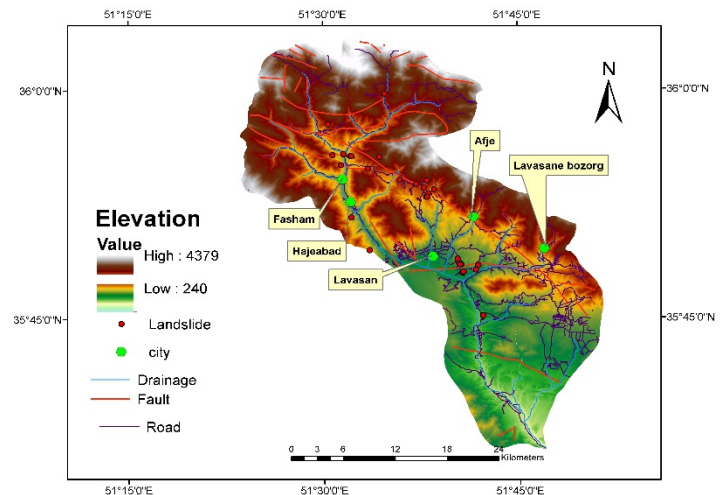 51°15'0"E 51°30'0"E 51°45'0"E
36°0'0"N 36°0'0"N
N
Afje
Lavasane bozorg
Fasham
Hajeabad
Lavasan
Elevation
Value
High : 4379
Low : 240
Landslide
city
Drainage
Fault
Road
35°45'0"N 35°45'0"N
0 3 6 12 18 24
Kilometers
51°15'0"E 51°30'0"E 51°45'0"E